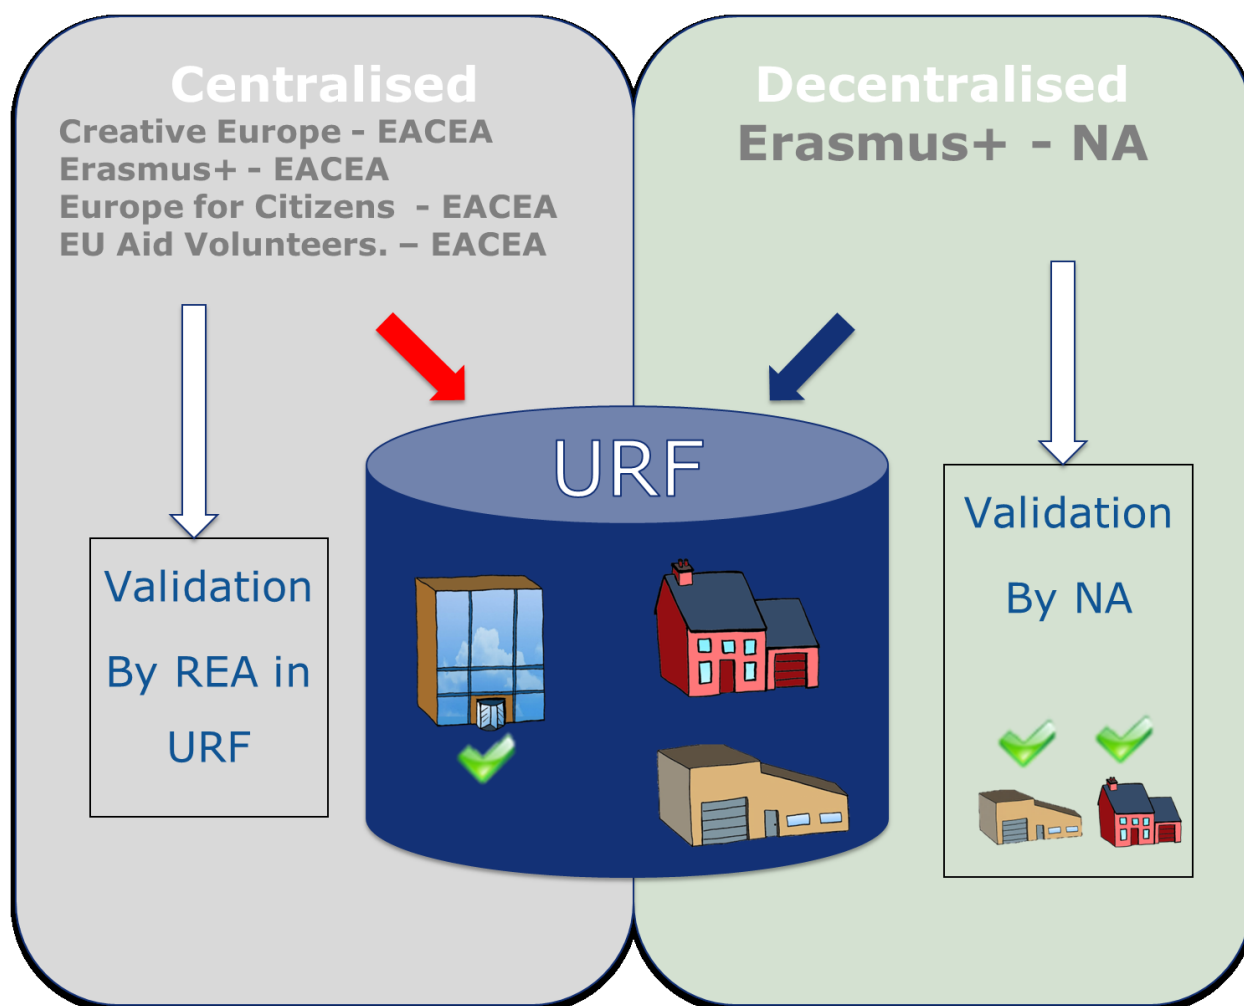 Centralised
Creative Europe - EACEA
Erasmus+ - EACEA
Europe for Citizens - EACEA
EU Aid Volunteers. – EACEA
Decentralised
Erasmus+ - NA
URF
Validation
By REA in
URF
Validation
By NA